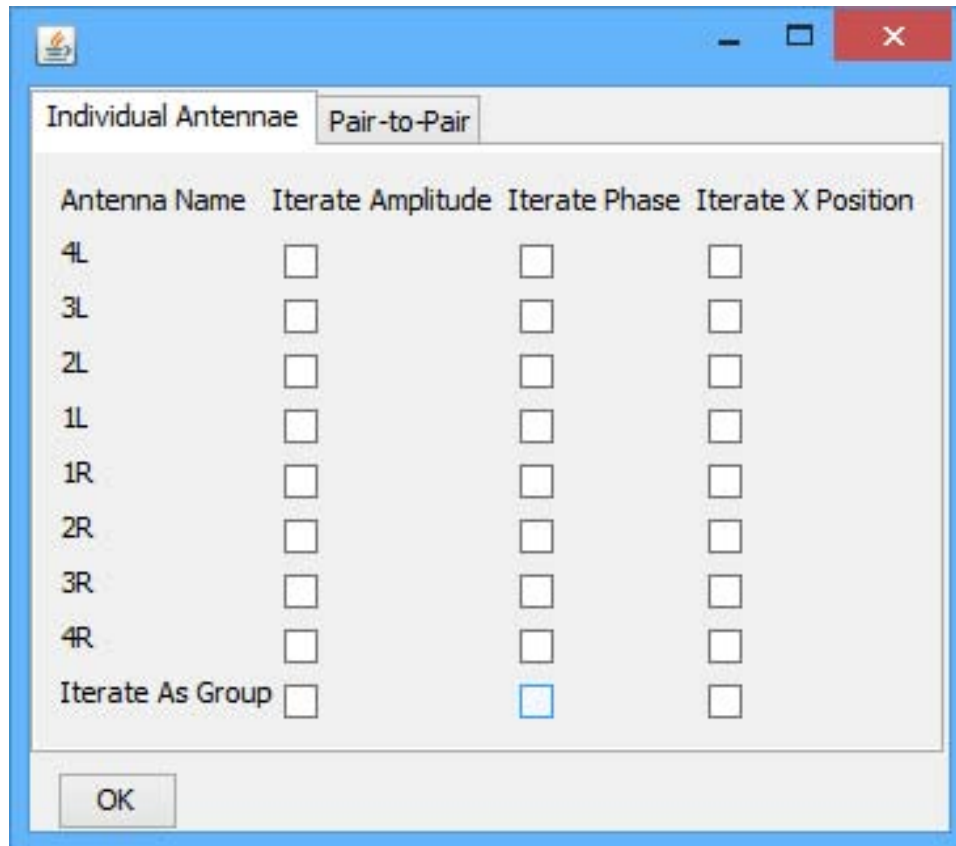 Individual Antennae Pair-to-Pair
Antenna Name Iterate Amplitude Iterate Phase Iterate X Position
4L
3L
2L
1L
1R
2R
3R
4R
Iterate As Group
OK